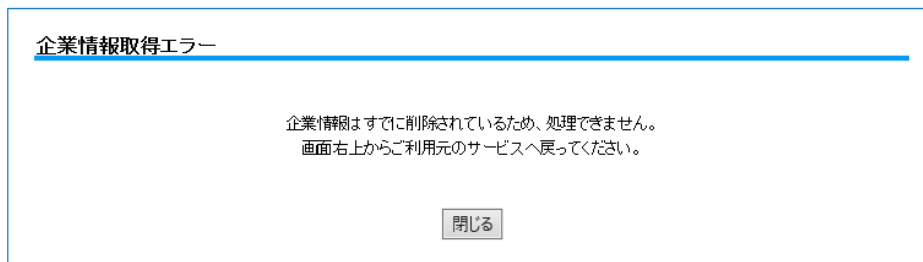 企業情報取得エラー
企業情報はすでに削除されているため、処理できません。
画面右上からご利用元のサービスへ戻ってください。
閉じる